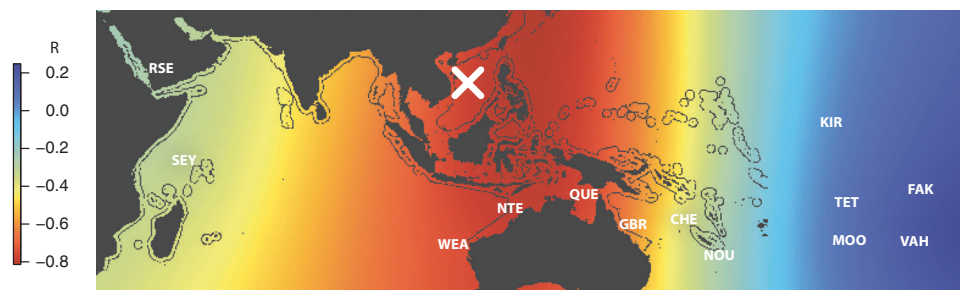 R
0.2
0.0
−0.2
−0.4
−0.6
−0.8
RSE
SEY
KIR
QUE
NTE
WEA
GBR
CHE
NOU
TET
FAK
MOO
VAH